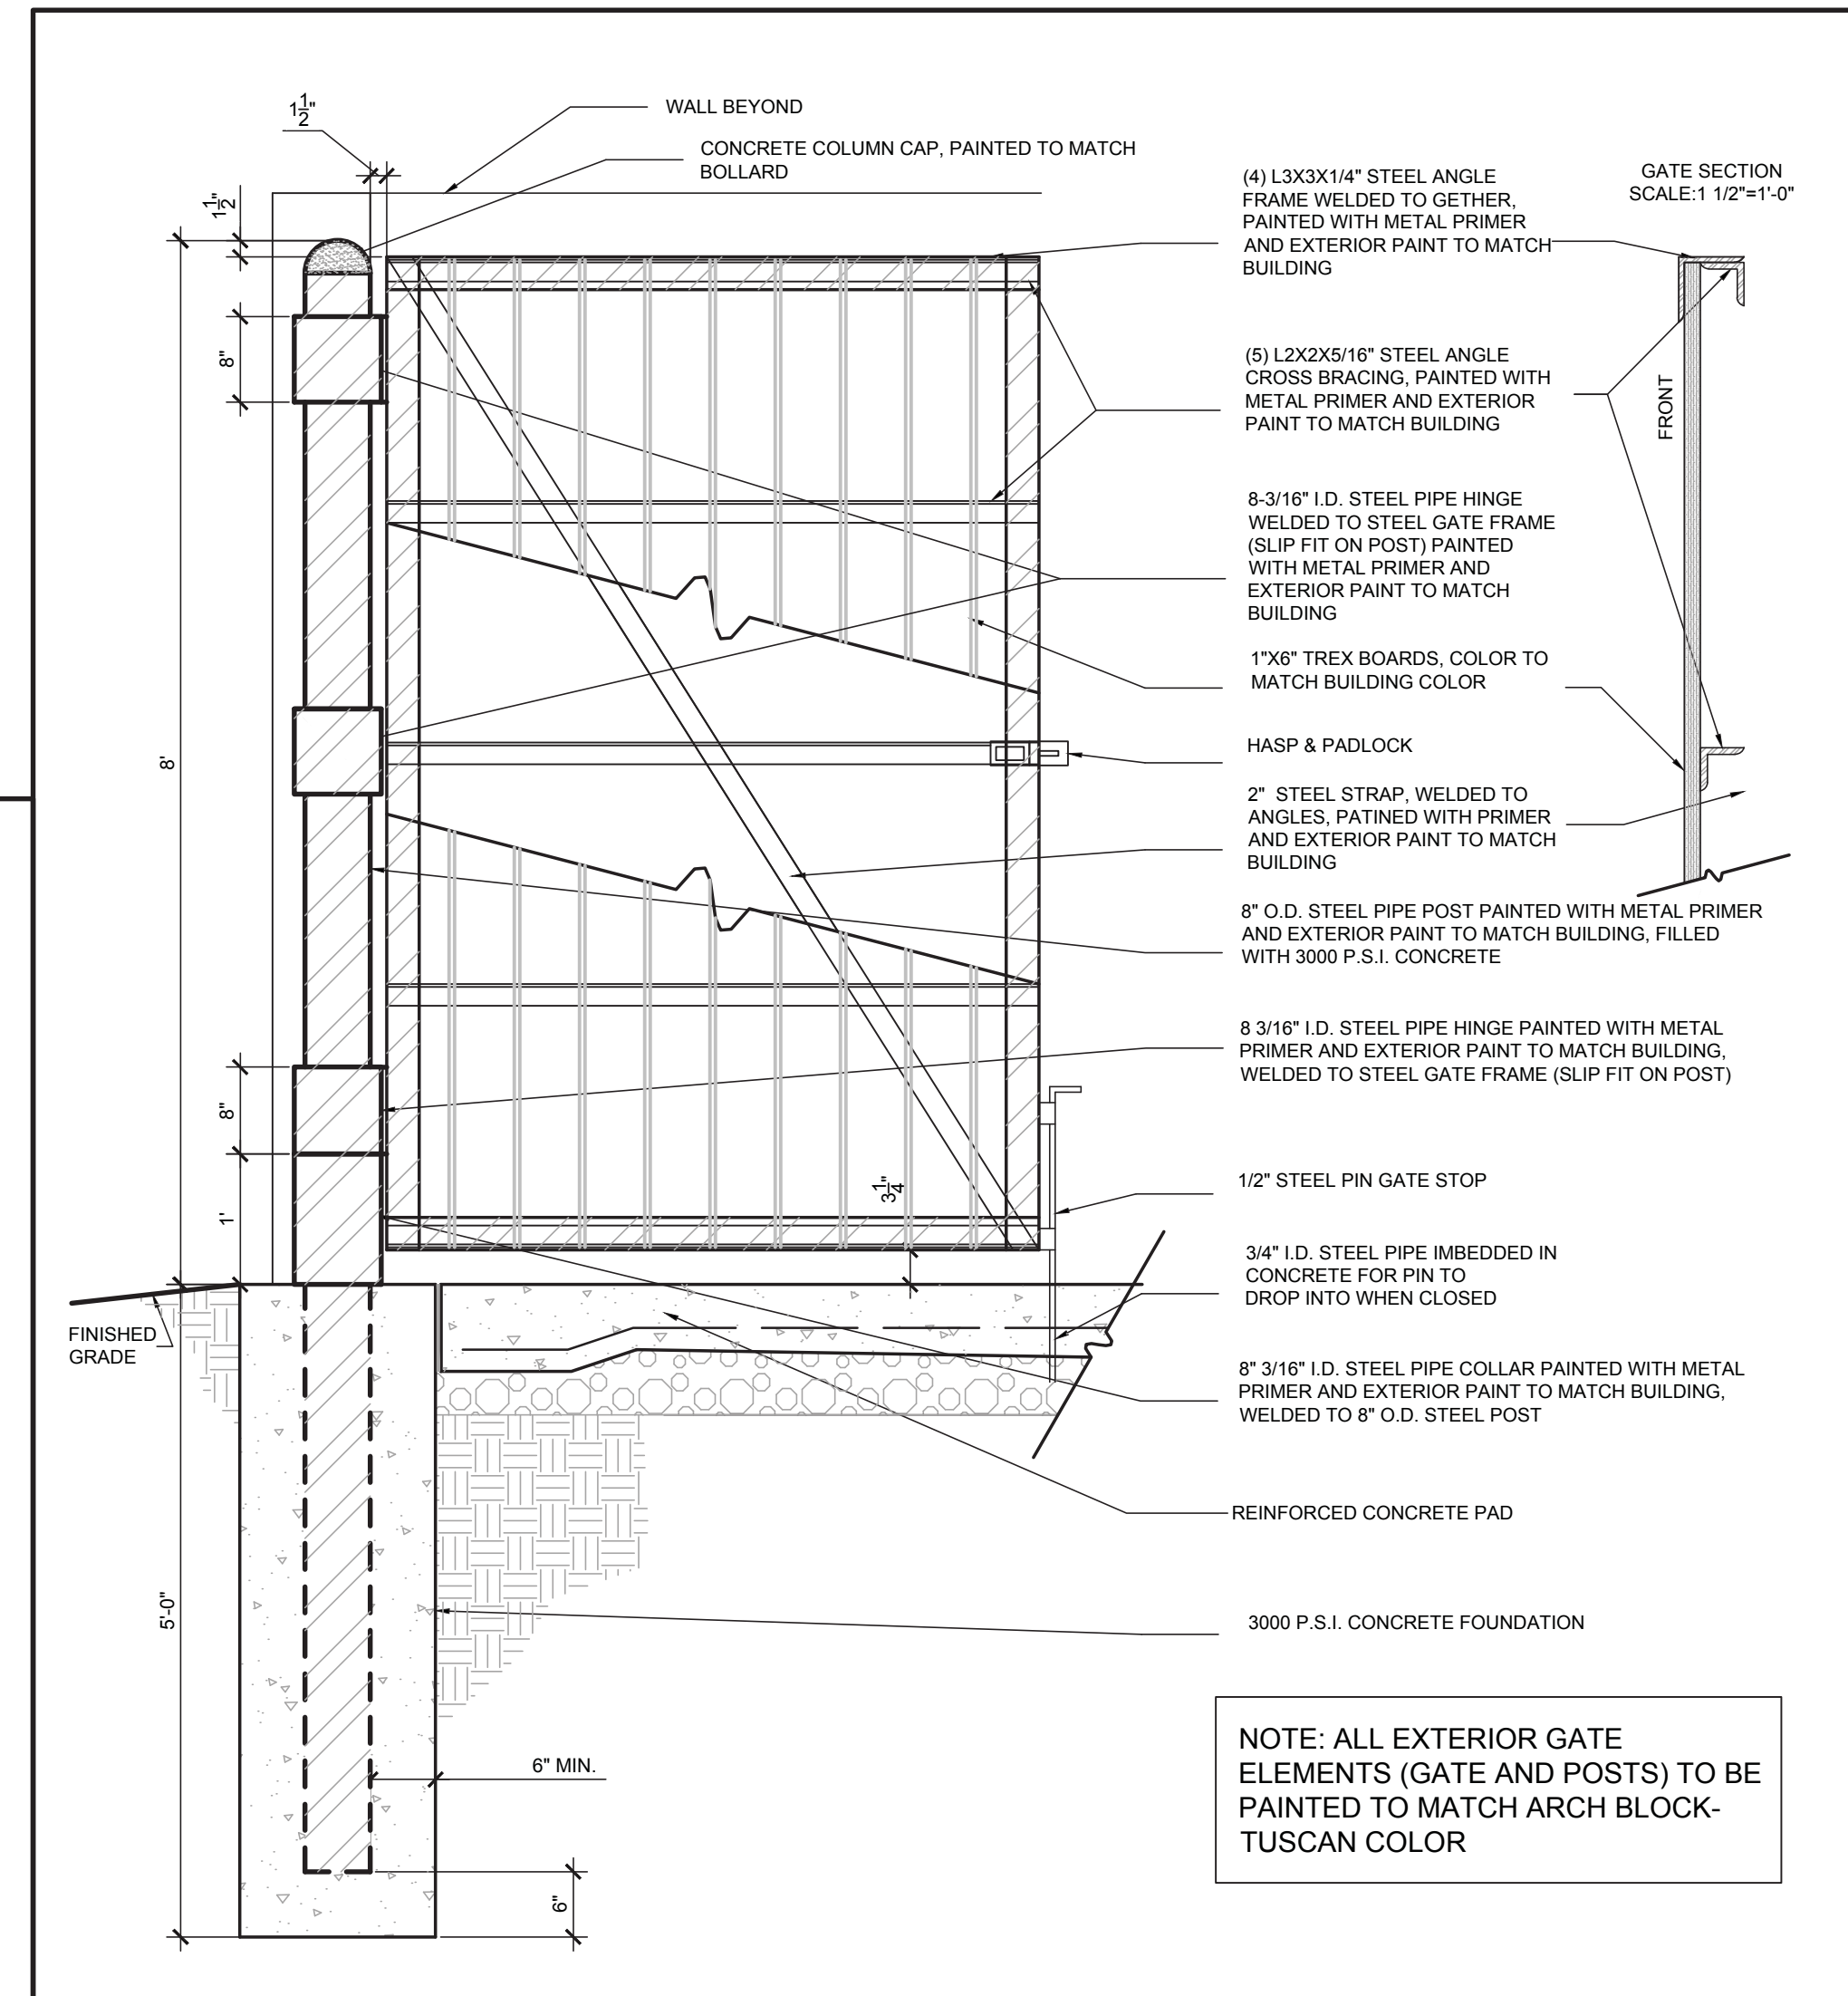 1 1/2"
WALL BEYOND
CONCRETE COLUMN CAP, PAINTED TO MATCH
BOLLARD
1 1/2"
8"
8'
8"
1'
5'-0"
(4) L3X3X1/4" STEEL ANGLE
FRAME WELDED TO GETHER,
PAINTED WITH METAL PRIMER
AND EXTERIOR PAINT TO MATCH
BUILDING
GATE SECTION
SCALE:1 1/2"=1'-0"
(5) L2X2X5/16" STEEL ANGLE
CROSS BRACING, PAINTED WITH
METAL PRIMER AND EXTERIOR
PAINT TO MATCH BUILDING
FRONT
8-3/16" I.D. STEEL PIPE HINGE
WELDED TO STEEL GATE FRAME
(SLIP FIT ON POST) PAINTED
WITH METAL PRIMER AND
EXTERIOR PAINT TO MATCH
BUILDING
1"X6" TREX BOARDS, COLOR TO
MATCH BUILDING COLOR
HASP & PADLOCK
2" STEEL STRAP, WELDED TO
ANGLES, PATINED WITH PRIMER
AND EXTERIOR PAINT TO MATCH
BUILDING
8" O.D. STEEL PIPE POST PAINTED WITH METAL PRIMER
AND EXTERIOR PAINT TO MATCH BUILDING, FILLED
WITH 3000 P.S.I. CONCRETE
8 3/16" I.D. STEEL PIPE HINGE PAINTED WITH METAL
PRIMER AND EXTERIOR PAINT TO MATCH BUILDING,
WELDED TO STEEL GATE FRAME (SLIP FIT ON POST)
3 1/4"
1/2" STEEL PIN GATE STOP
3/4" I.D. STEEL PIPE IMBEDDED IN
CONCRETE FOR PIN TO
DROP INTO WHEN CLOSED
FINISHED
GRADE
8" 3/16" I.D. STEEL PIPE COLLAR PAINTED WITH METAL
PRIMER AND EXTERIOR PAINT TO MATCH BUILDING,
WELDED TO 8" O.D. STEEL POST
REINFORCED CONCRETE PAD
3000 P.S.I. CONCRETE FOUNDATION
6" MIN.
6"
NOTE: ALL EXTERIOR GATE
ELEMENTS (GATE AND POSTS) TO BE
PAINTED TO MATCH ARCH BLOCK-
TUSCAN COLOR